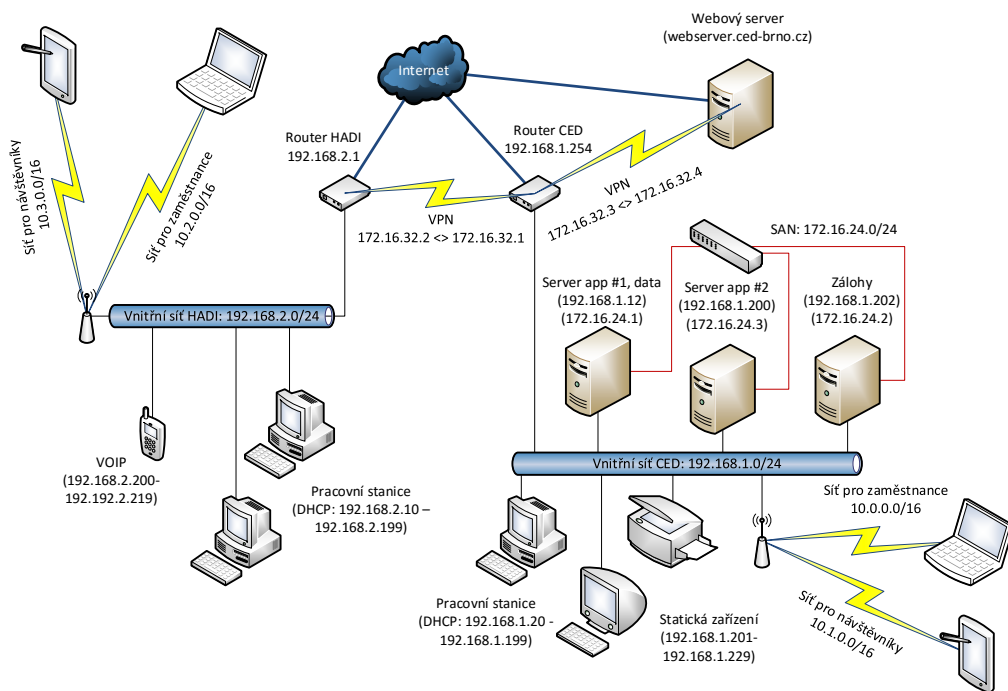 Webový server
(webserver.ced-brno.cz)
Internet
Router HADI
192.168.2.1
Router CED
192.168.1.254
Síť pro návštěvníky
10.3.0.0/16
Síť pro zaměstnance
10.2.0.0/16
VPN
172.16.32.2 <> 172.16.32.1
VPN
172.16.32.3 <> 172.16.32.4
SAN: 172.16.24.0/24
Server app #1, data
(192.168.1.12)
(172.16.24.1)
Server app #2
(192.168.1.200)
(172.16.24.3)
Zálohy
(192.168.1.202)
(172.16.24.2)
Vnitřní síť HADI: 192.168.2.0/24
VOIP
(192.168.2.200-
192.192.2.219)
Pracovní stanice
(DHCP: 192.168.2.10 –
192.168.2.199)
Vnitřní síť CED: 192.168.1.0/24
Síť pro zaměstnance
10.0.0.0/16
Síť pro návštěvníky
10.1.0.0/16
Pracovní stanice
(DHCP: 192.168.1.20 -
192.168.1.199)
Statická zařízení
(192.168.1.201-
192.168.1.229)